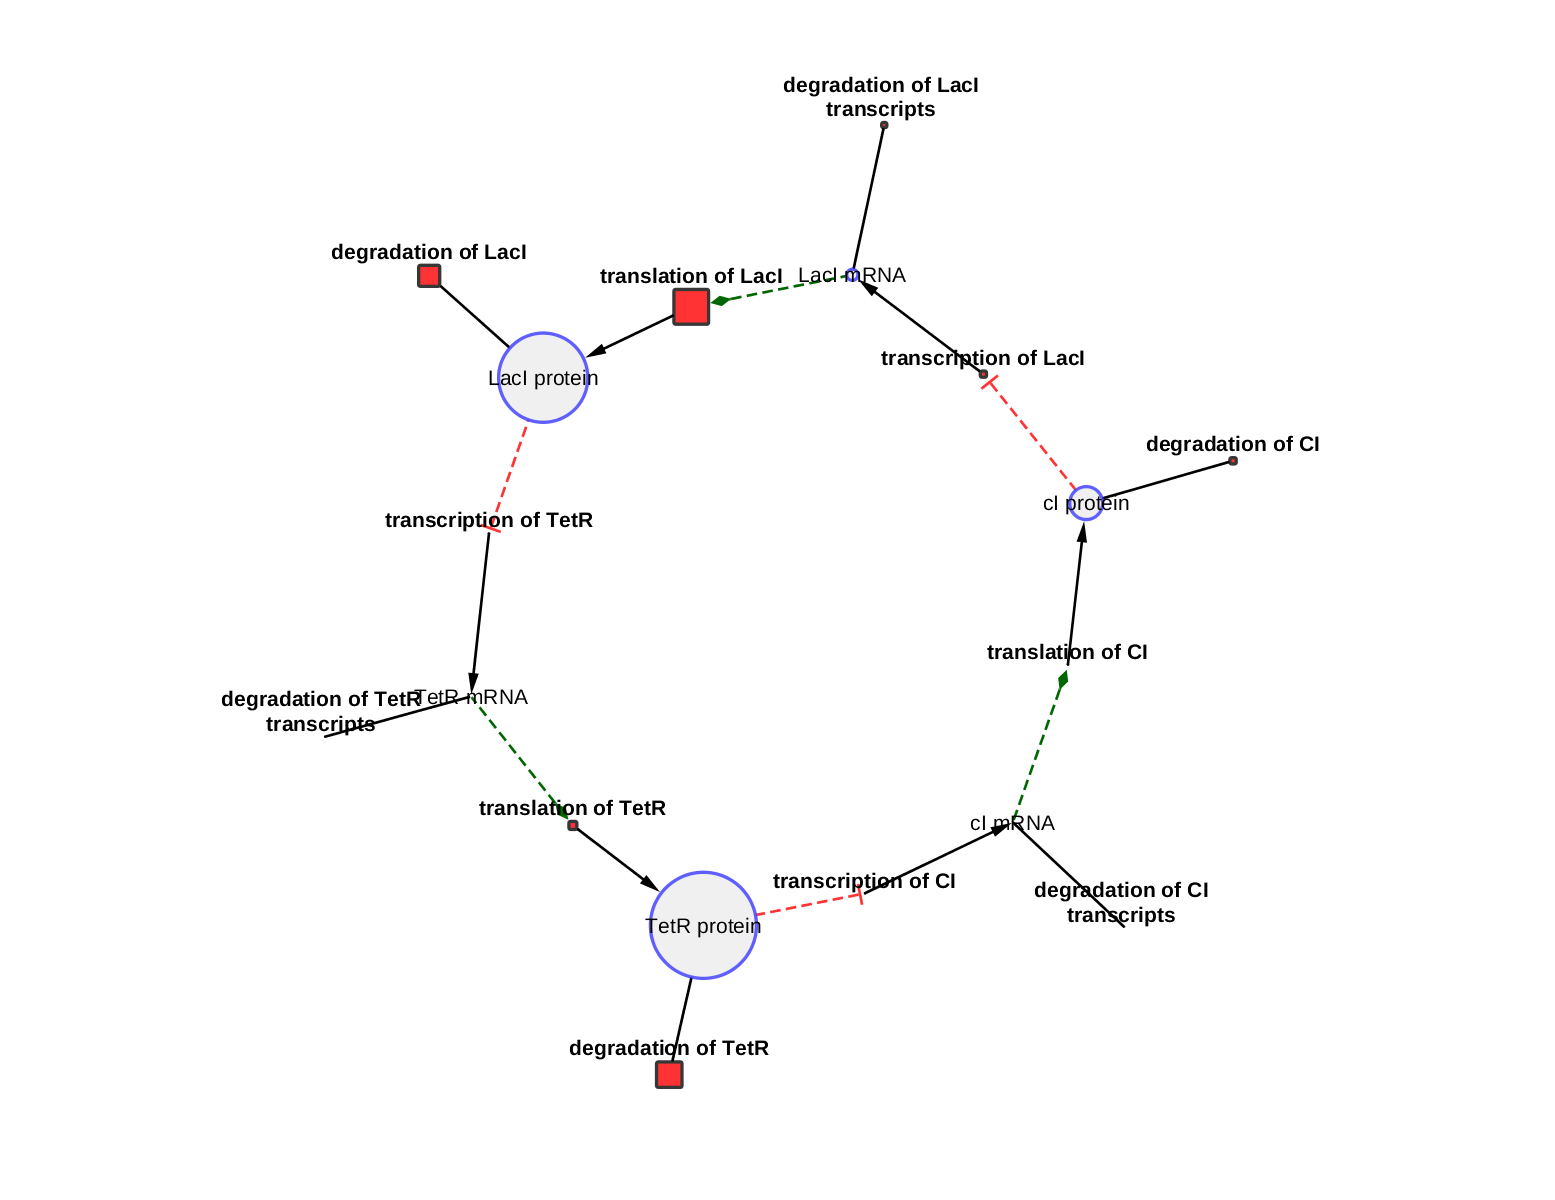 degradation of LacI
transcripts
degradation of LacI
translation of LacI
LacI mRNA
transcription of LacI
LacI protein
degradation of CI
cI protein
transcription of TetR
translation of CI
degradation of TetR
transcripts
TetR mRNA
translation of TetR
cI mRNA
transcription of CI
degradation of CI
transcripts
TetR protein
degradation of TetR